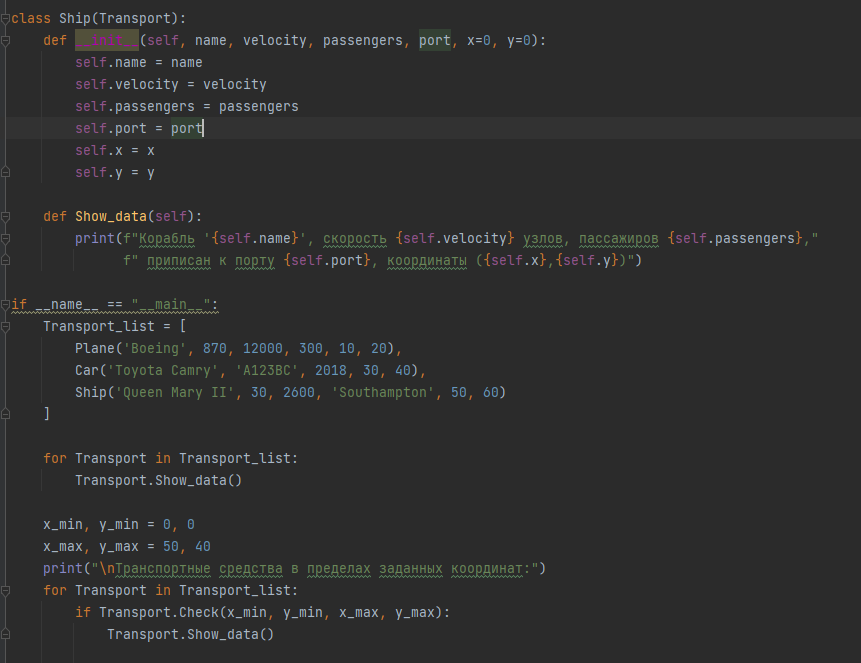 class Ship(Transport):
    def __init__(self, name, velocity, passengers, port, x=0, y=0):
        self.name = name
        self.velocity = velocity
        self.passengers = passengers
        self.port = port
        self.x = x
        self.y = y
    def Show_data(self):
        print(f"Корабль '{self.name}', скорость {self.velocity} узлов, пассажиров {self.passengers},"
              f" приписан к порту {self.port}, координаты ({self.x},{self.y})")
if __name__ == "__main__":
    Transport_list = [
        Plane('Boeing', 870, 12000, 300, 10, 20),
        Car('Toyota Camry', 'A123BC', 2018, 30, 40),
        Ship('Queen Mary II', 30, 2600, 'Southampton', 50, 60)
    ]
    for Transport in Transport_list:
        Transport.Show_data()
    x_min, y_min = 0, 0
    x_max, y_max = 50, 40
    print("\nТранспортные средства в пределах заданных координат:")
    for Transport in Transport_list:
        if Transport.Check(x_min, y_min, x_max, y_max):
            Transport.Show_data()